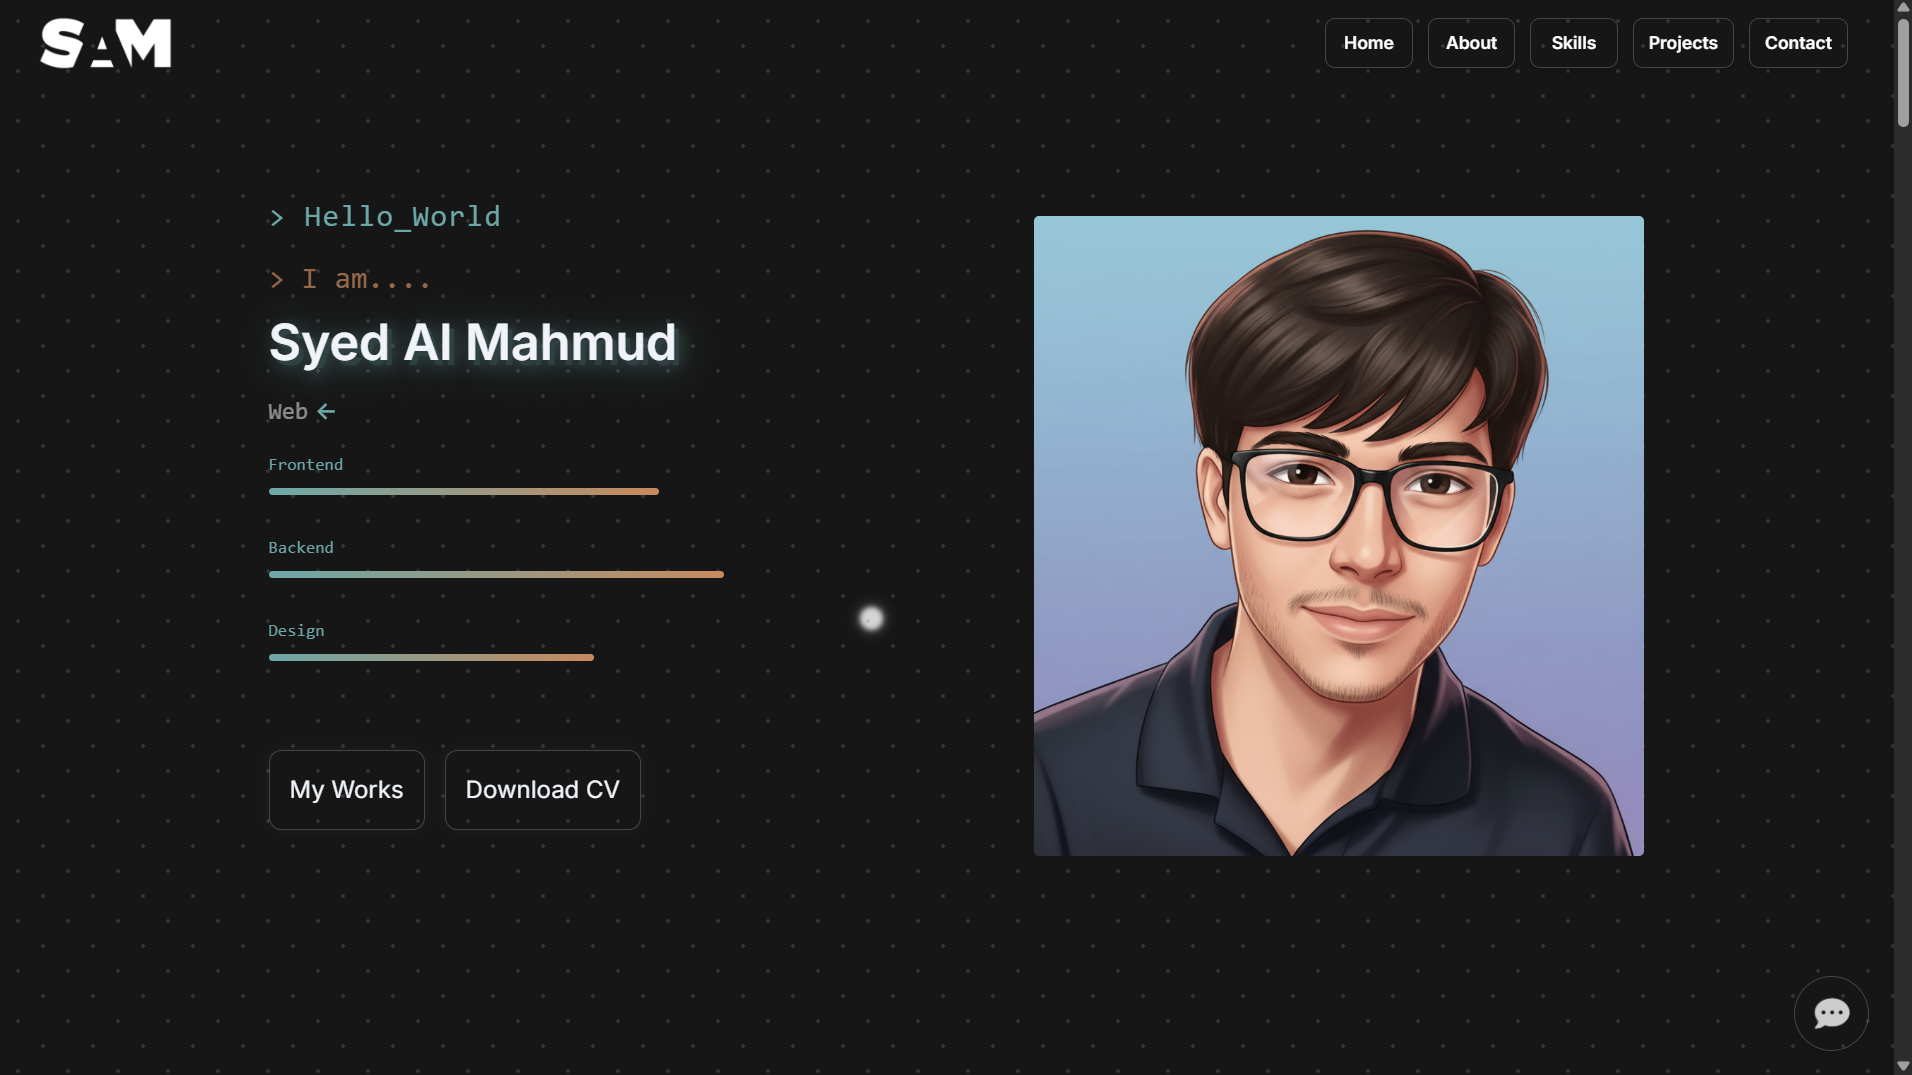 SAM
Home About Skills Projects Contact
> Hello_World
> I am....
Syed Al Mahmud
Web ←
Frontend
Backend
Design
My Works Download CV